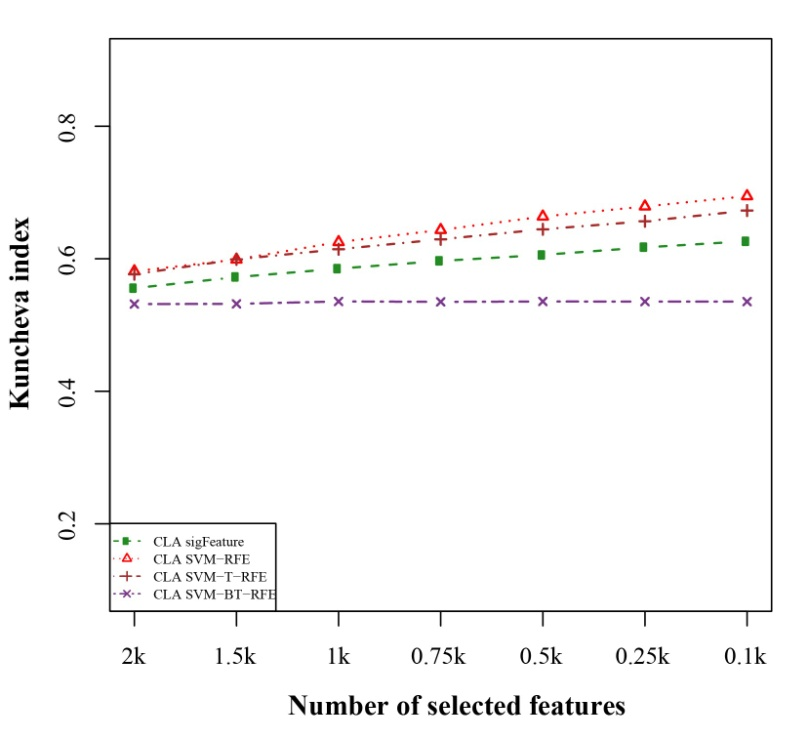 Kuncheva index
0.8
0.6
0.4
0.2
CLA sigFeature
CLA SVM−RFE
CLA SVM−T−RFE
CLA SVM−BT−RFE
2k 1.5k 1k 0.75k 0.5k 0.25k 0.1k
Number of selected features